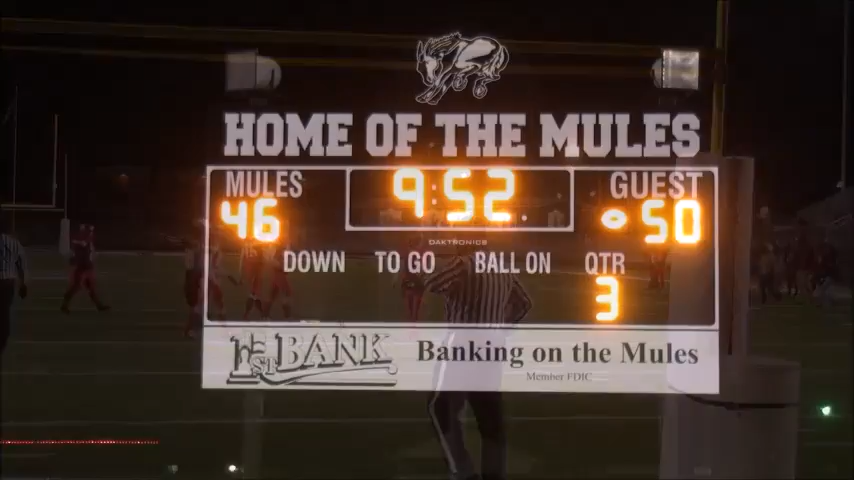 HOME OF THE MULES
MULES 9:52 GUEST
46 50
DAKTRONICS
DOWN TO GO BALL ON QTR
3
1ST BANK Banking on the Mules
Member FDIC